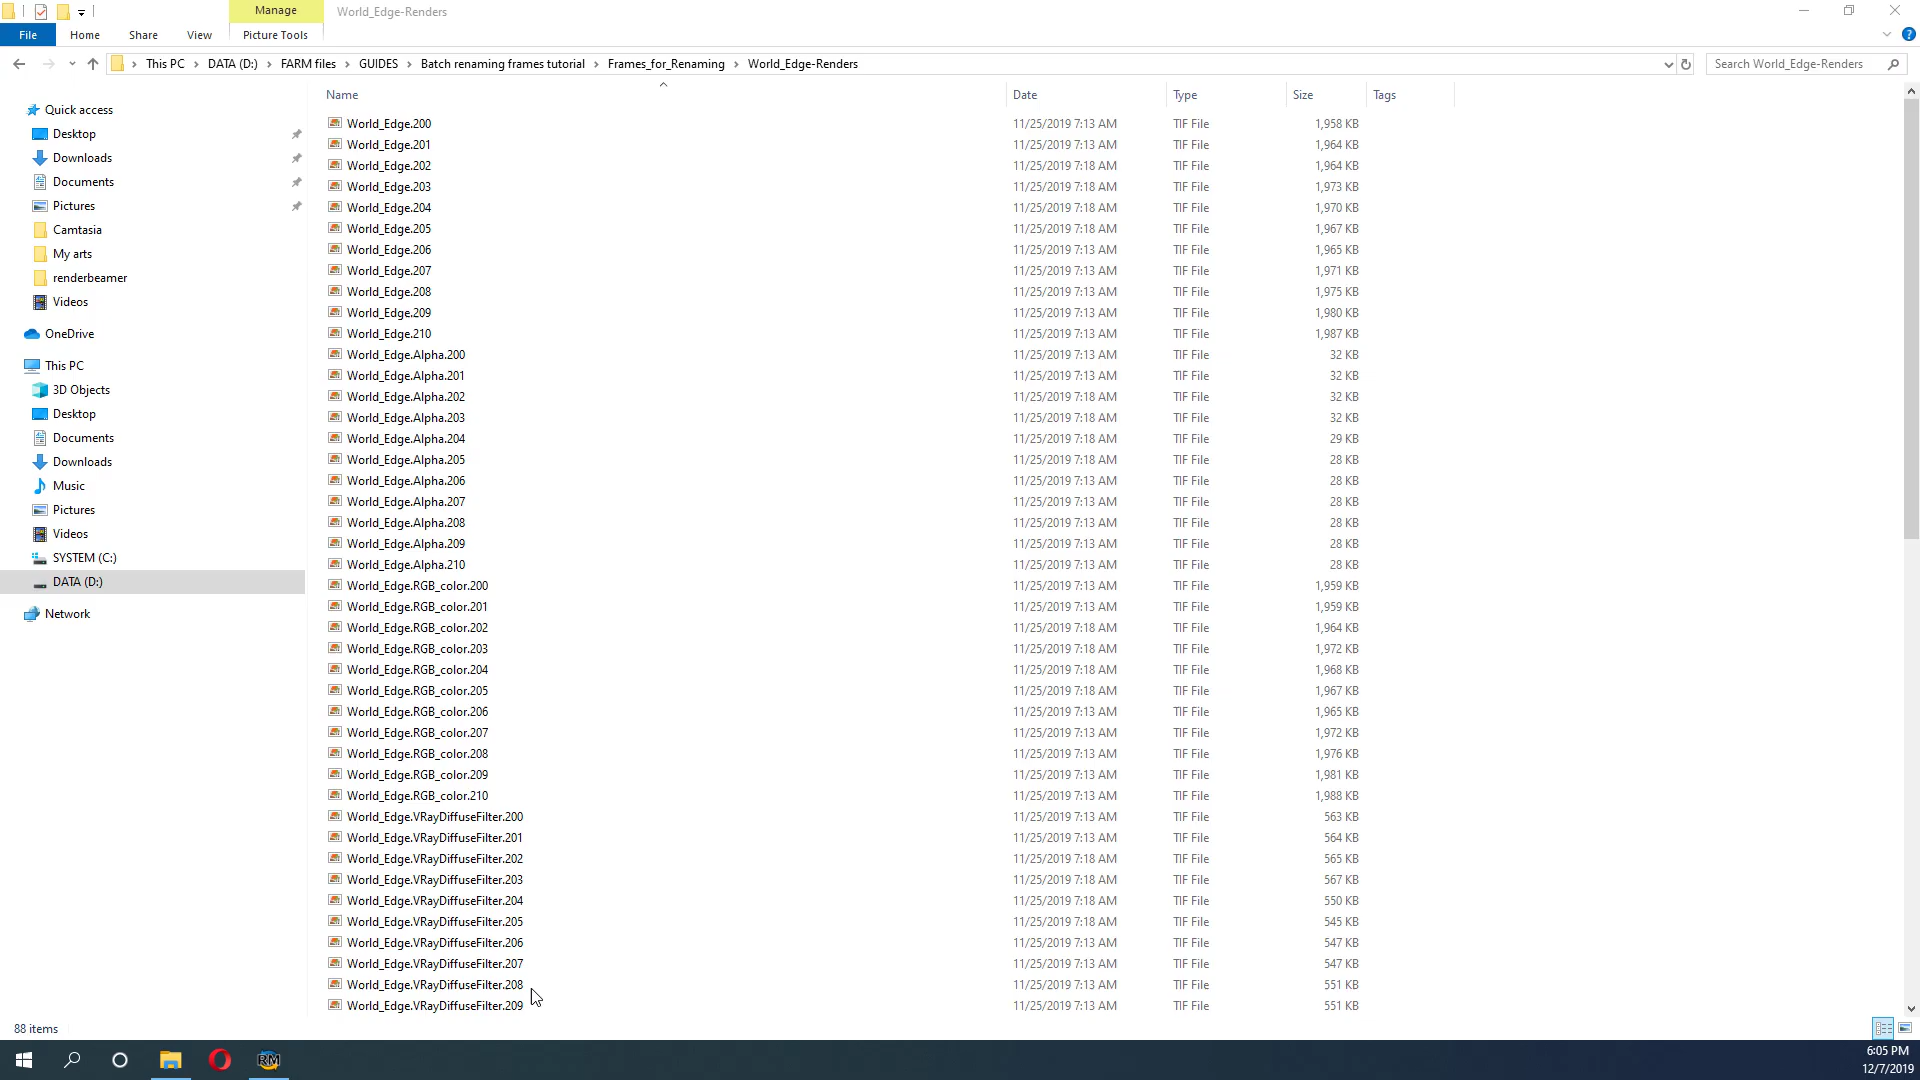 Manage World_Edge-Renders
File Home Share View Picture Tools
This PC DATA (D:) FARM files GUIDES Batch renaming frames tutorial Frames_for_Renaming World_Edge-Renders Search World_Edge-Renders
Name Date Type Size Tags
Quick access
Desktop
Downloads
Documents
Pictures
Camtasia
My arts
renderbeamer
Videos
OneDrive
This PC
3D Objects
Desktop
Documents
Downloads
Music
Pictures
Videos
SYSTEM (C:)
DATA (D:)
Network
World_Edge.200 11/25/2019 7:13 AM TIF File 1,958 KB
World_Edge.201 11/25/2019 7:13 AM TIF File 1,964 KB
World_Edge.202 11/25/2019 7:18 AM TIF File 1,964 KB
World_Edge.203 11/25/2019 7:18 AM TIF File 1,973 KB
World_Edge.204 11/25/2019 7:18 AM TIF File 1,970 KB
World_Edge.205 11/25/2019 7:18 AM TIF File 1,967 KB
World_Edge.206 11/25/2019 7:13 AM TIF File 1,965 KB
World_Edge.207 11/25/2019 7:13 AM TIF File 1,971 KB
World_Edge.208 11/25/2019 7:13 AM TIF File 1,975 KB
World_Edge.209 11/25/2019 7:13 AM TIF File 1,980 KB
World_Edge.210 11/25/2019 7:13 AM TIF File 1,987 KB
World_Edge.Alpha.200 11/25/2019 7:13 AM TIF File 32 KB
World_Edge.Alpha.201 11/25/2019 7:13 AM TIF File 32 KB
World_Edge.Alpha.202 11/25/2019 7:18 AM TIF File 32 KB
World_Edge.Alpha.203 11/25/2019 7:18 AM TIF File 32 KB
World_Edge.Alpha.204 11/25/2019 7:18 AM TIF File 29 KB
World_Edge.Alpha.205 11/25/2019 7:18 AM TIF File 28 KB
World_Edge.Alpha.206 11/25/2019 7:13 AM TIF File 28 KB
World_Edge.Alpha.207 11/25/2019 7:13 AM TIF File 28 KB
World_Edge.Alpha.208 11/25/2019 7:13 AM TIF File 28 KB
World_Edge.Alpha.209 11/25/2019 7:13 AM TIF File 28 KB
World_Edge.Alpha.210 11/25/2019 7:13 AM TIF File 28 KB
World_Edge.RGB_color.200 11/25/2019 7:13 AM TIF File 1,959 KB
World_Edge.RGB_color.201 11/25/2019 7:13 AM TIF File 1,959 KB
World_Edge.RGB_color.202 11/25/2019 7:18 AM TIF File 1,964 KB
World_Edge.RGB_color.203 11/25/2019 7:18 AM TIF File 1,972 KB
World_Edge.RGB_color.204 11/25/2019 7:18 AM TIF File 1,968 KB
World_Edge.RGB_color.205 11/25/2019 7:18 AM TIF File 1,967 KB
World_Edge.RGB_color.206 11/25/2019 7:13 AM TIF File 1,965 KB
World_Edge.RGB_color.207 11/25/2019 7:13 AM TIF File 1,972 KB
World_Edge.RGB_color.208 11/25/2019 7:13 AM TIF File 1,976 KB
World_Edge.RGB_color.209 11/25/2019 7:13 AM TIF File 1,981 KB
World_Edge.RGB_color.210 11/25/2019 7:13 AM TIF File 1,988 KB
World_Edge.VRayDiffuseFilter.200 11/25/2019 7:13 AM TIF File 563 KB
World_Edge.VRayDiffuseFilter.201 11/25/2019 7:13 AM TIF File 564 KB
World_Edge.VRayDiffuseFilter.202 11/25/2019 7:18 AM TIF File 565 KB
World_Edge.VRayDiffuseFilter.203 11/25/2019 7:18 AM TIF File 567 KB
World_Edge.VRayDiffuseFilter.204 11/25/2019 7:18 AM TIF File 550 KB
World_Edge.VRayDiffuseFilter.205 11/25/2019 7:18 AM TIF File 545 KB
World_Edge.VRayDiffuseFilter.206 11/25/2019 7:13 AM TIF File 547 KB
World_Edge.VRayDiffuseFilter.207 11/25/2019 7:13 AM TIF File 547 KB
World_Edge.VRayDiffuseFilter.208 11/25/2019 7:13 AM TIF File 551 KB
World_Edge.VRayDiffuseFilter.209 11/25/2019 7:13 AM TIF File 551 KB
88 items
RM
6:05 PM
12/7/2019